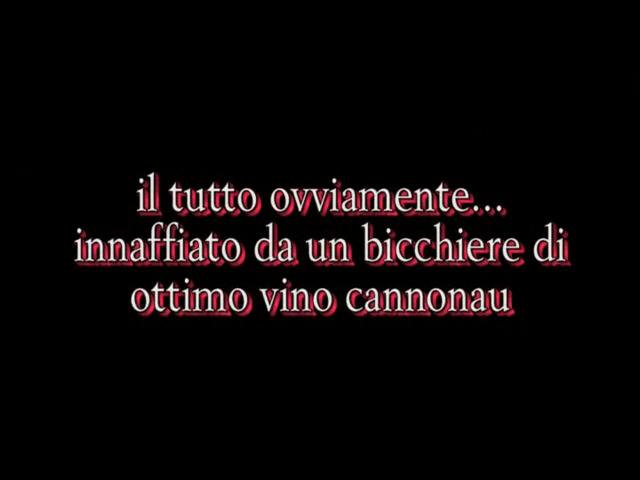 il tutto ovviamente...
innaffiato da un bicchiere di
ottimo vino cannonau